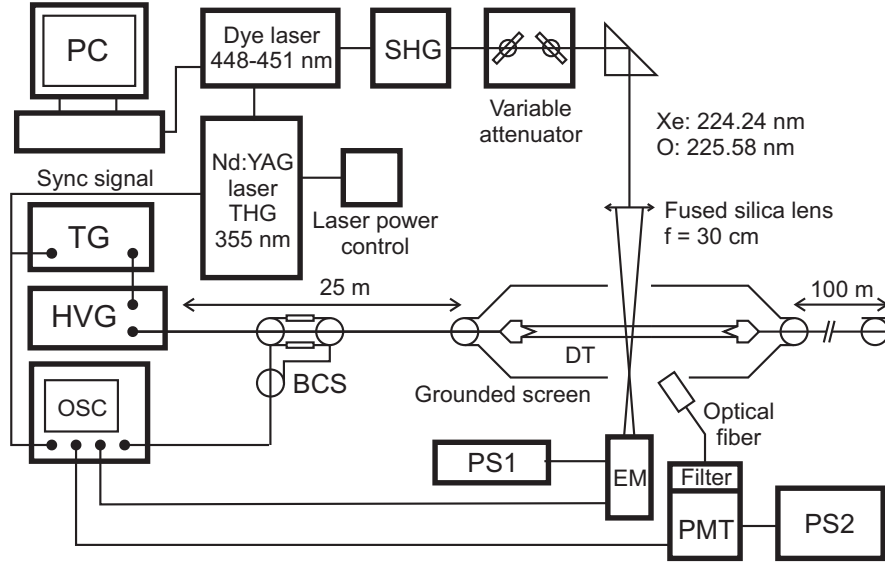 PC
Dye laser
448-451 nm
SHG
Variable
attenuator
Xe: 224.24 nm
O: 225.58 nm
Sync signal
Nd:YAG
laser
THG
355 nm
Laser power
control
Fused silica lens
f = 30 cm
TG
HVG
25 m
100 m
DT
BCS
Grounded screen
OSC
Optical
fiber
PS1
EM
Filter
PMT
PS2